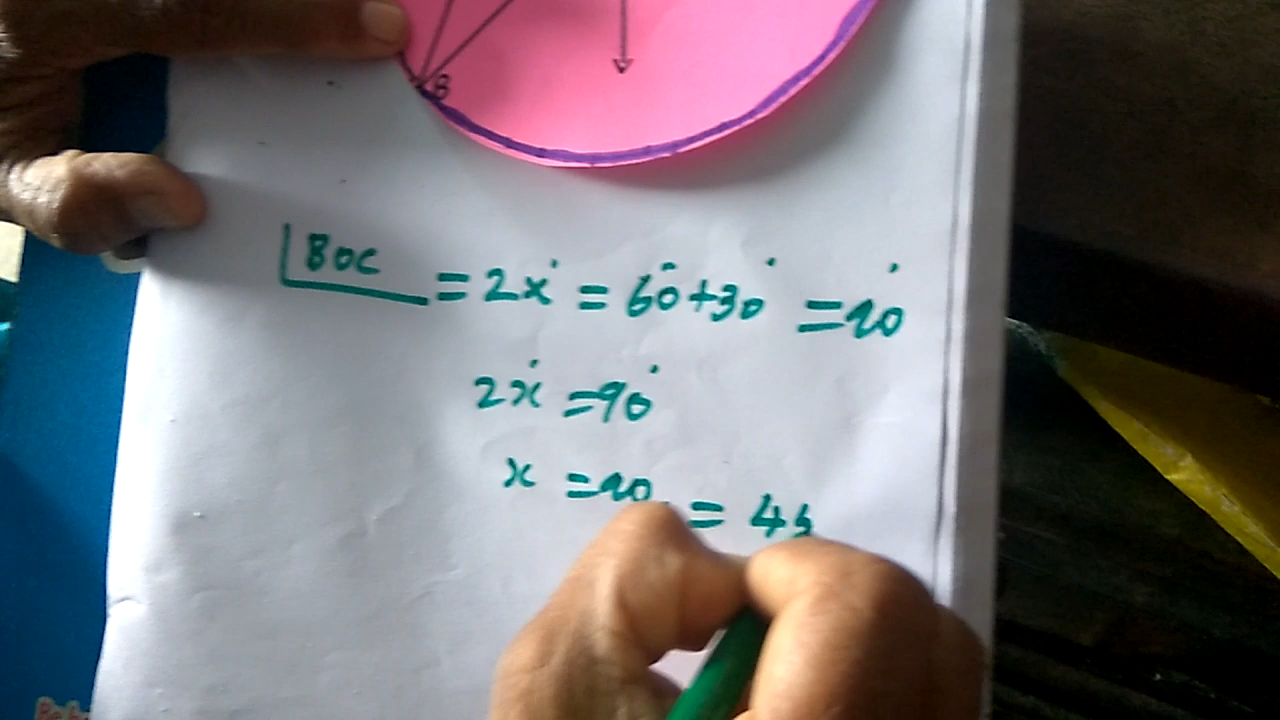 B
∠BOC = 2x° = 60°+30° = 90°
2x° = 90°
x = 90 = 45